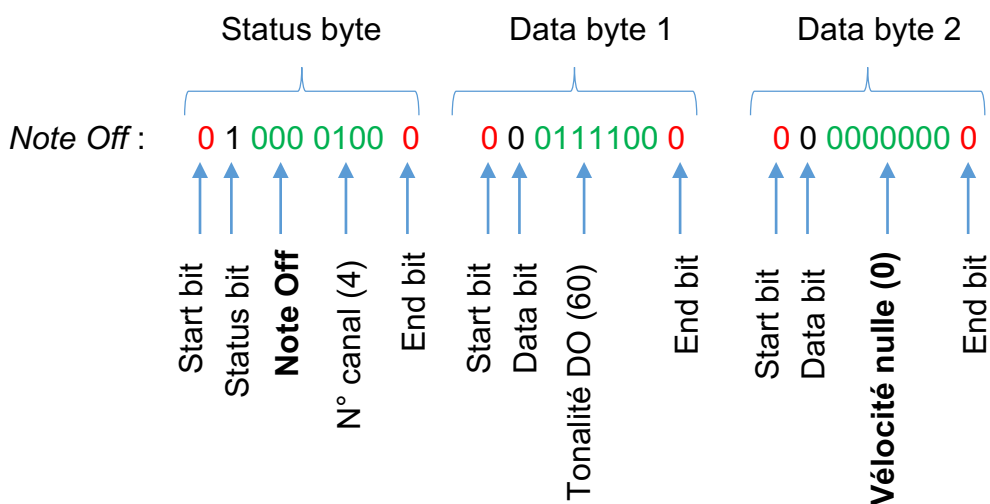 Status byte Data byte 1 Data byte 2
Note Off : 0 1 000 0100 0 0 0 0111100 0 0 0 0000000 0
Start bit
Status bit
Note Off
N° canal (4)
End bit
Start bit
Data bit
Tonalité DO (60)
End bit
Start bit
Data bit
Vélocité nulle (0)
End bit